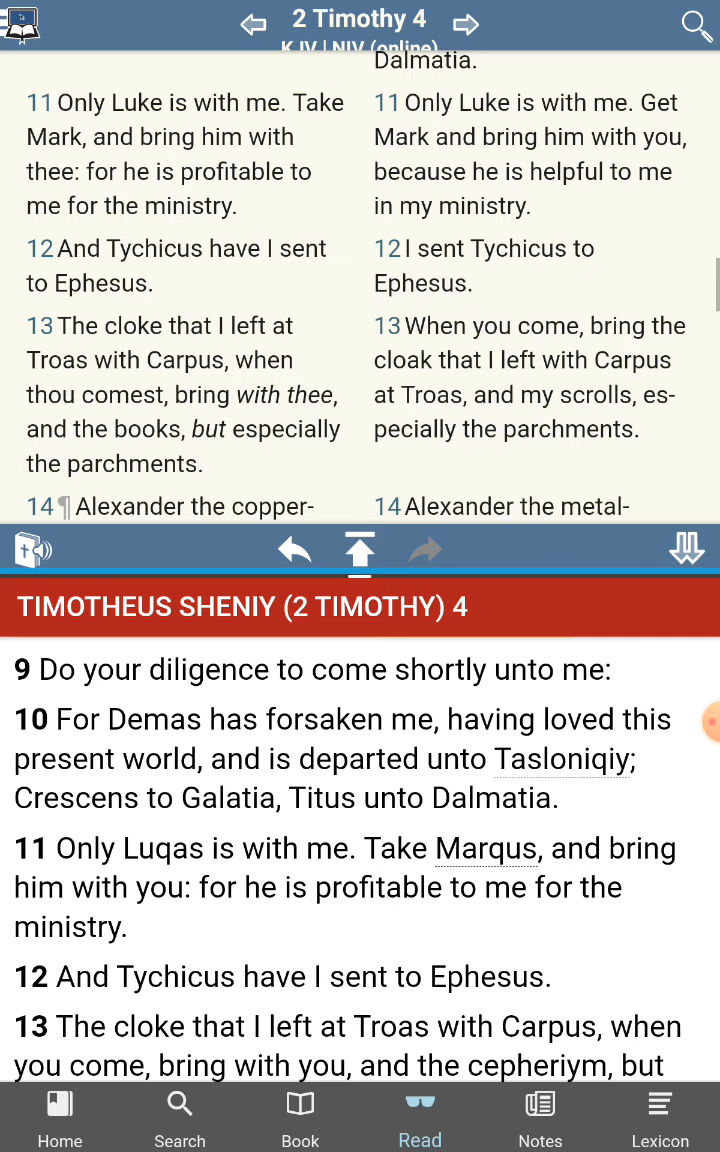 2 Timothy 4
KJV | NIV (online)
Dalmatia.
11 Only Luke is with me. Take
Mark, and bring him with
thee: for he is profitable to
me for the ministry.
12 And Tychicus have I sent
to Ephesus.
13 The cloke that I left at
Troas with Carpus, when
thou comest, bring with thee,
and the books, but especially
the parchments.
14 ¶ Alexander the copper-
11 Only Luke is with me. Get
Mark and bring him with you,
because he is helpful to me
in my ministry.
12 I sent Tychicus to
Ephesus.
13 When you come, bring the
cloak that I left with Carpus
at Troas, and my scrolls, es-
pecially the parchments.
14 Alexander the metal-
TIMOTHEUS SHENIY (2 TIMOTHY) 4
9 Do your diligence to come shortly unto me:
10 For Demas has forsaken me, having loved this
present world, and is departed unto Tasloniqiy;
Crescens to Galatia, Titus unto Dalmatia.
11 Only Luqas is with me. Take Marqus, and bring
him with you: for he is profitable to me for the
ministry.
12 And Tychicus have I sent to Ephesus.
13 The cloke that I left at Troas with Carpus, when
you come, bring with you, and the cepheriym, but
Home
Search
Book
Read
Notes
Lexicon